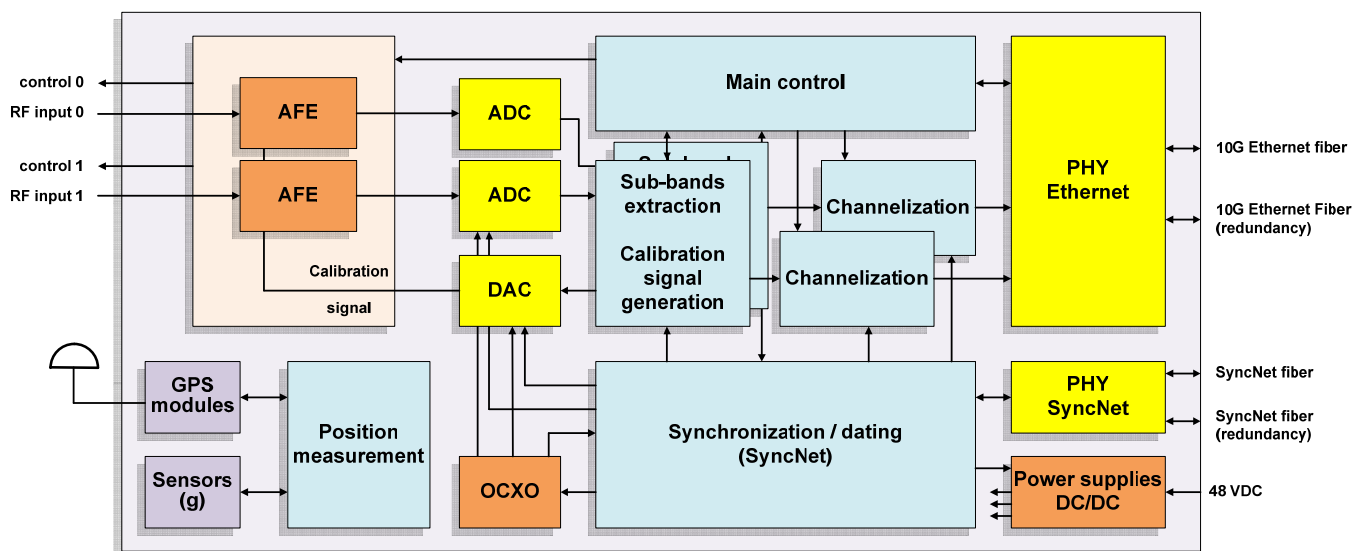 control 0
RF input 0
control 1
RF input 1
AFE
AFE
Calibration
signal
ADC
ADC
DAC
Main control
Sub-bands
extraction
Calibration
signal
generation
Channelization
Channelization
PHY
Ethernet
10G Ethernet fiber
10G Ethernet Fiber
(redundancy)
GPS
modules
Sensors
(g)
Position
measurement
OCXO
Synchronization / dating
(SyncNet)
PHY
SyncNet
SyncNet fiber
SyncNet fiber
(redundancy)
Power supplies
DC/DC
48 VDC